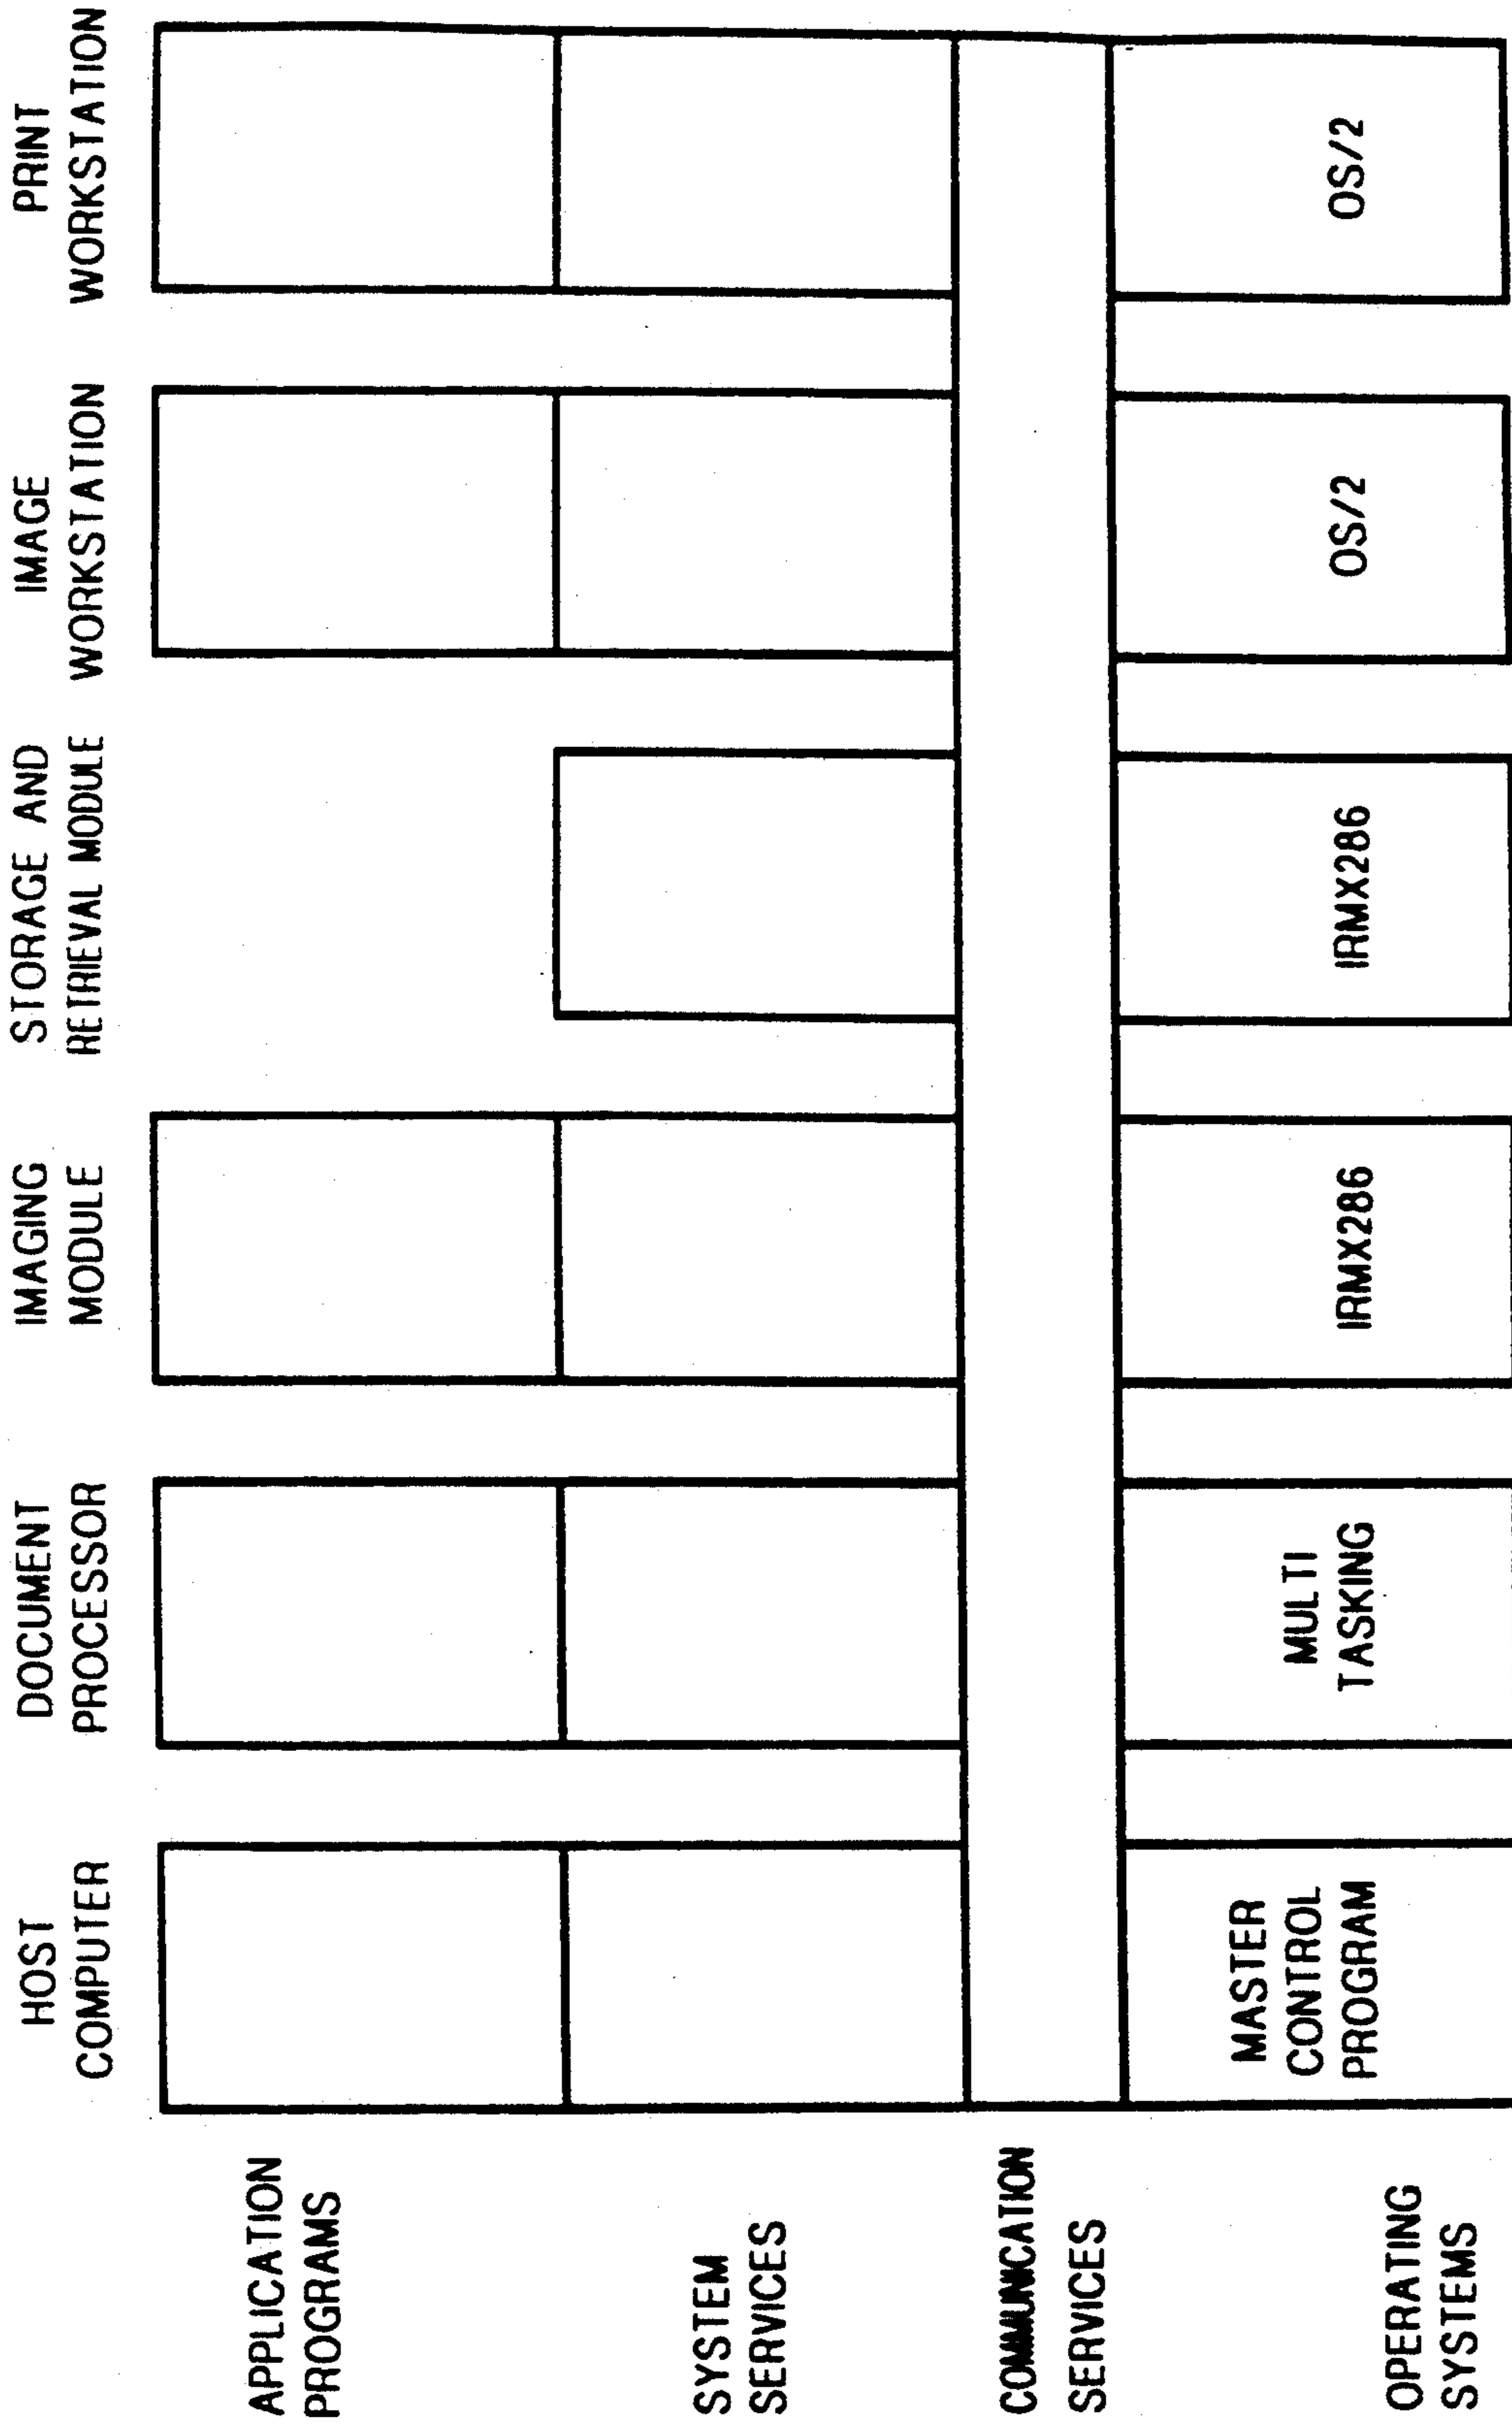 HOST
COMPUTER
DOCUMENT
PROCESSOR
IMAGING
MODULE
STORAGE AND
RETRIEVAL MODULE
IMAGE
WORKSTATION
PRINT
WORKSTATION
APPLICATION
PROGRAMS
SYSTEM
SERVICES
COMMUNICATION
SERVICES
OPERATING
SYSTEMS
MASTER
CONTROL
PROGRAM
MULTI
TASKING
IRMX286
IRMX286
OS/2
OS/2